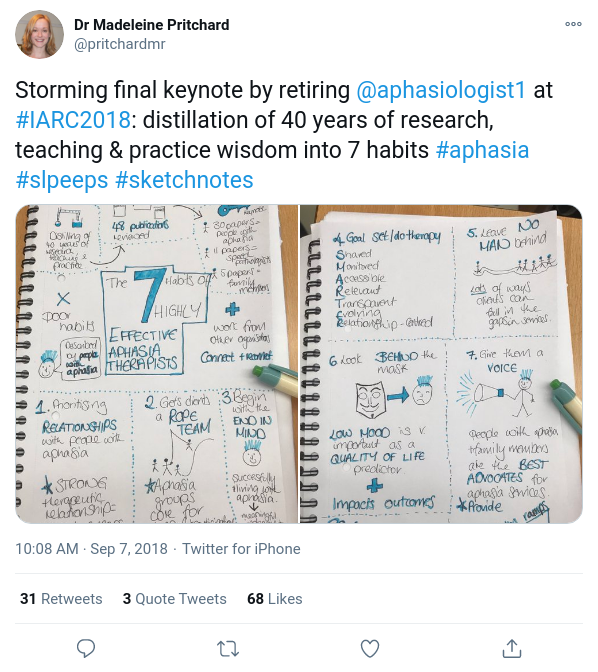 Dr Madeleine Pritchard
@pritchardmr
Storming final keynote by retiring @aphasiologist1 at
#IARC2018: distillation of 40 years of research,
teaching & practice wisdom into 7 habits #aphasia
#slpeeps #sketchnotes
Distilling of
40 years of
research,
teaching &
practice
48 publications
reviewed
30 papers =
people with
aphasia
11 papers =
speech
5 papers =
family
members
The 7 Habits of
HIGHLY
EFFECTIVE
APHASIA
THERAPISTS
x
poor
habits
Described
by people
with
aphasia
+
work from
other
Connect +
1. Prioritising
RELATIONSHIPS
with people with
aphasia
STRONG
therapeutic
relationship=
2. Gets clients
a ROPE
TEAM
Aphasia
groups
core for
3. Begin
with the
END IN
MIND
Successfully
living with
aphasia.
meaningful
4. Goal set/do therapy
Shared
Monitored
Accessible
Relevant
Transparent
Evolving
Relationship-centred
5. Leave NO
MAN behind
Lots of ways
clients can
fall in the
gaps in services.
6 Look BEHIND the
mask
LOW MOOD is v.
important as a
QUALITY OF LIFE
predictor
+
Impacts outcomes
7. Give them a
VOICE
People with aphasia
+ family members
are the BEST
ADVOCATES for
aphasia services
Provide
ramps
10:08 AM · Sep 7, 2018 · Twitter for iPhone
31 Retweets 3 Quote Tweets 68 Likes